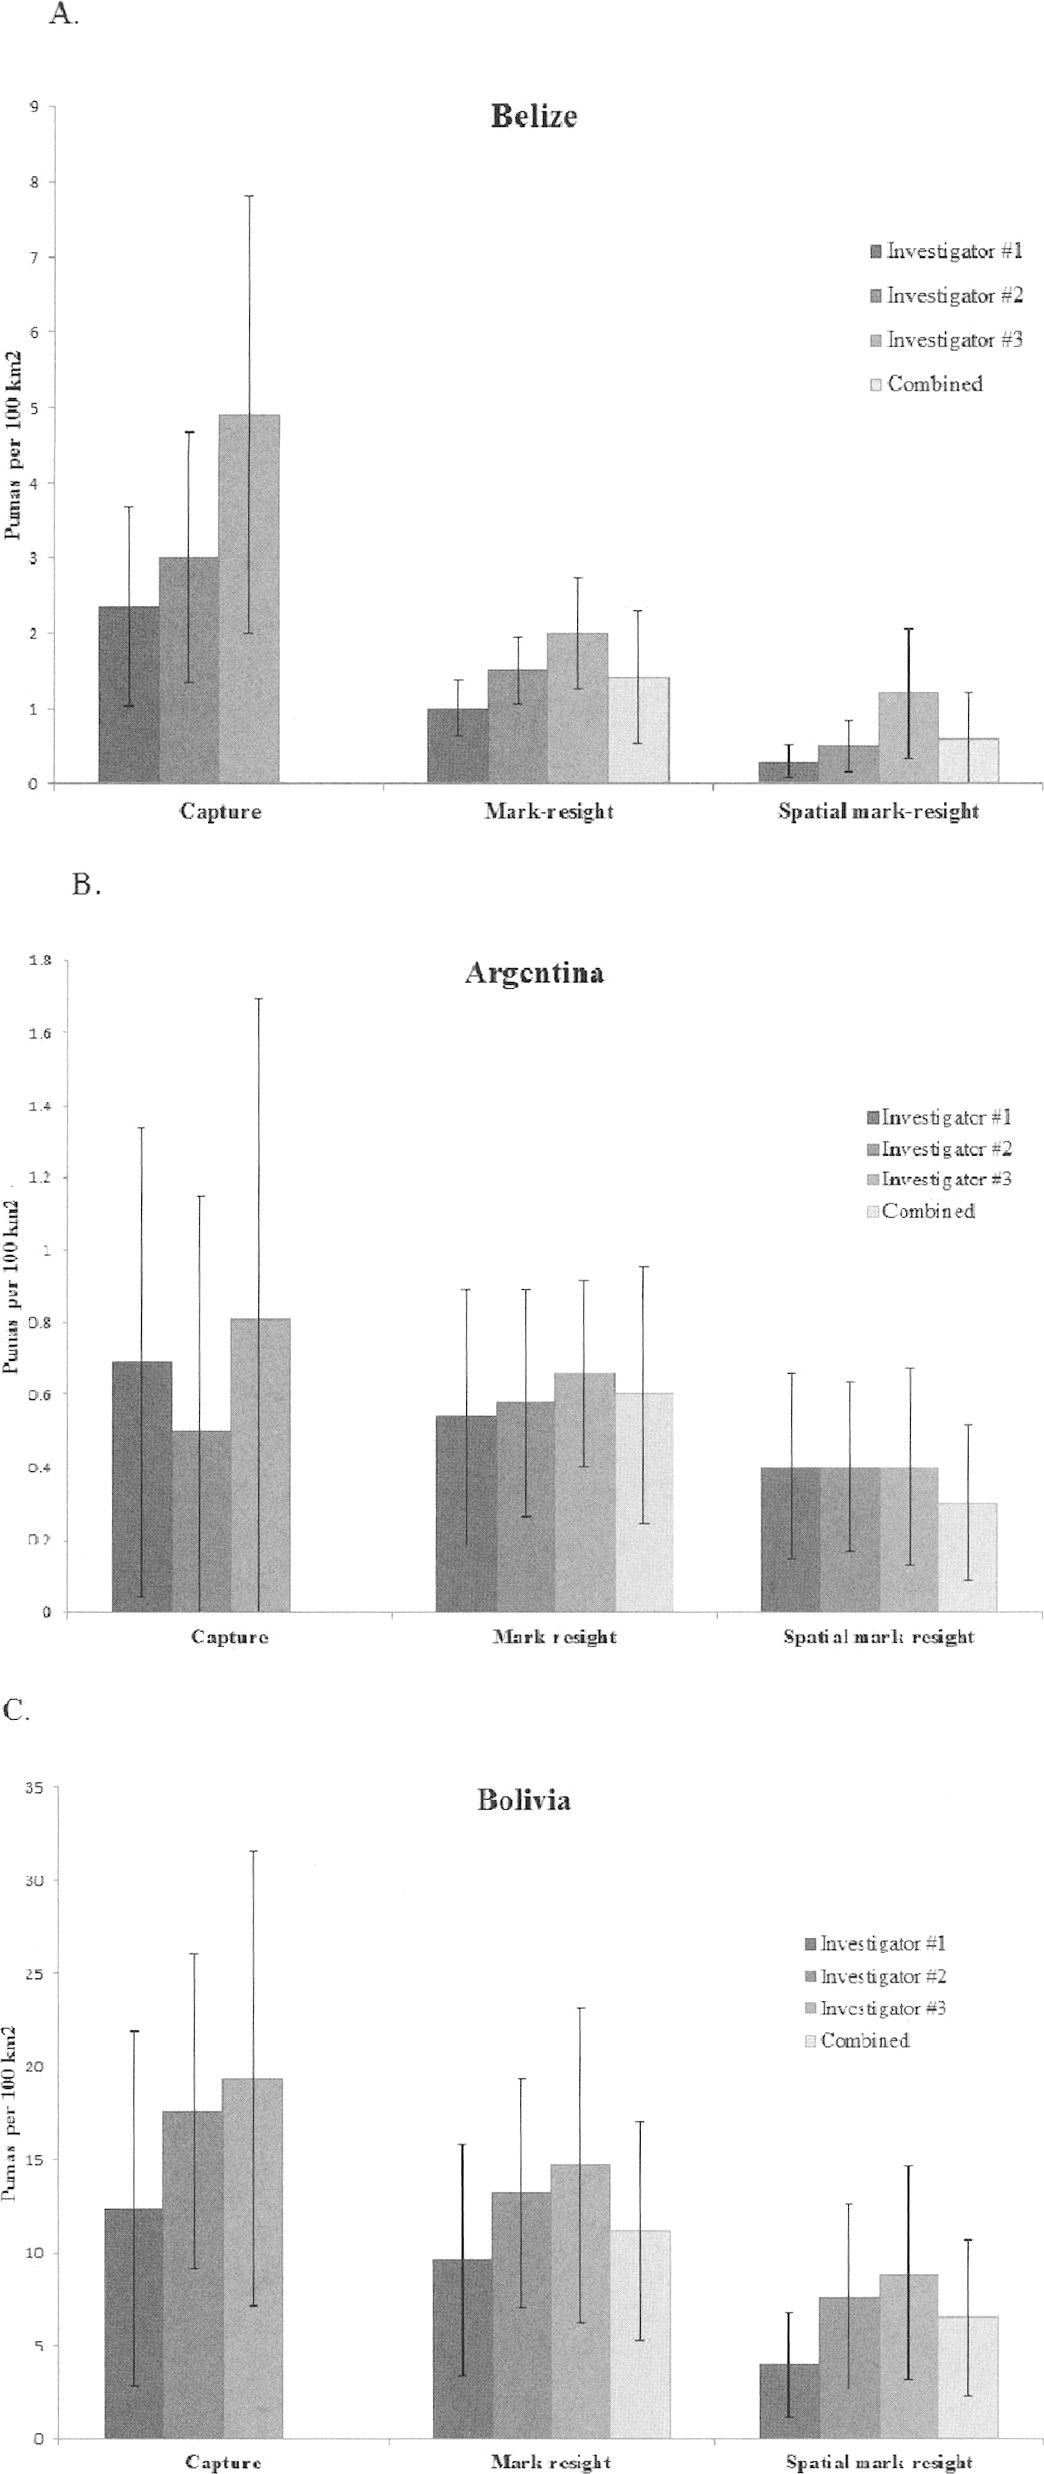 A.
Belize
9
8
7
6
5
4
3
2
1
0
Pumas per 100 km2
Investigator #1
Investigator #2
Investigator #3
Combined
Capture Mark-resight Spatial mark-resight
B.
Argentina
1.8
1.6
1.4
1.2
1
0.8
0.6
0.4
0.2
0
Pumas per 100 km2
Investigator #1
Investigator #2
Investigator #3
Combined
Capture Mark resight Spatial mark resight
C.
Bolivia
35
30
25
20
15
10
5
0
Pumas per 100 km2
Investigator #1
Investigator #2
Investigator #3
Combined
Capture Mark resight Spatial mark resight